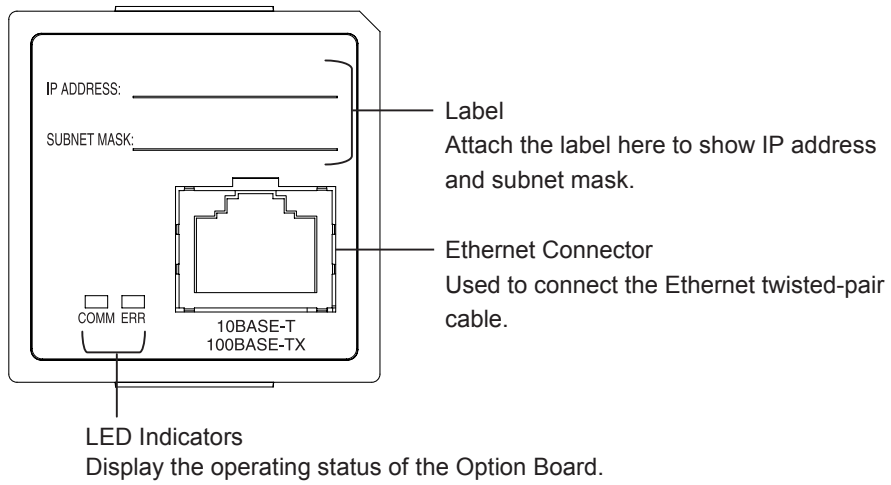 IP ADDRESS:
SUBNET MASK:
Label
Attach the label here to show IP address
and subnet mask.
Ethernet Connector
Used to connect the Ethernet twisted-pair
cable.
COMM ERR
10BASE-T
100BASE-TX
LED Indicators
Display the operating status of the Option Board.